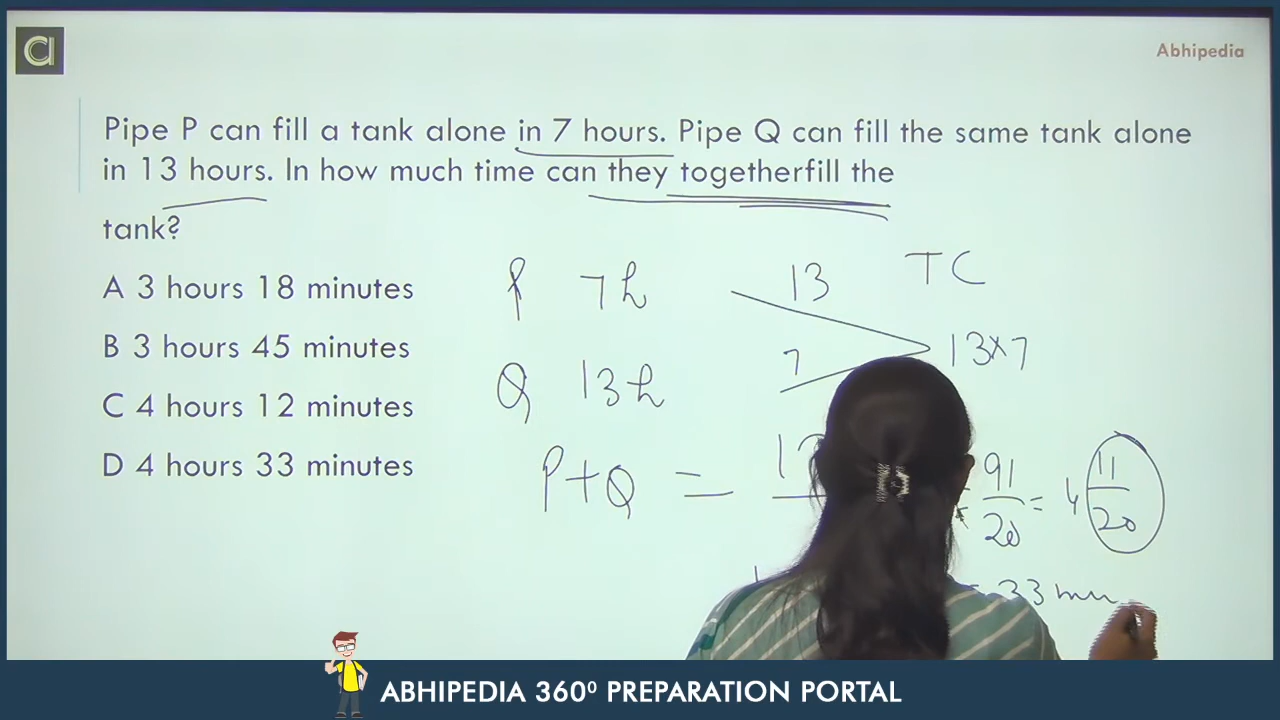 Abhipedia
Pipe P can fill a tank alone in 7 hours. Pipe Q can fill the same tank alone
in 13 hours. In how much time can they togetherfill the
tank?
A 3 hours 18 minutes
B 3 hours 45 minutes
C 4 hours 12 minutes
D 4 hours 33 minutes
P 7h 13 TC
7 13×7
Q 13h
P+Q = 91/20 = 4 11/20
= 33 min
ABHIPEDIA 360⁰ PREPARATION PORTAL